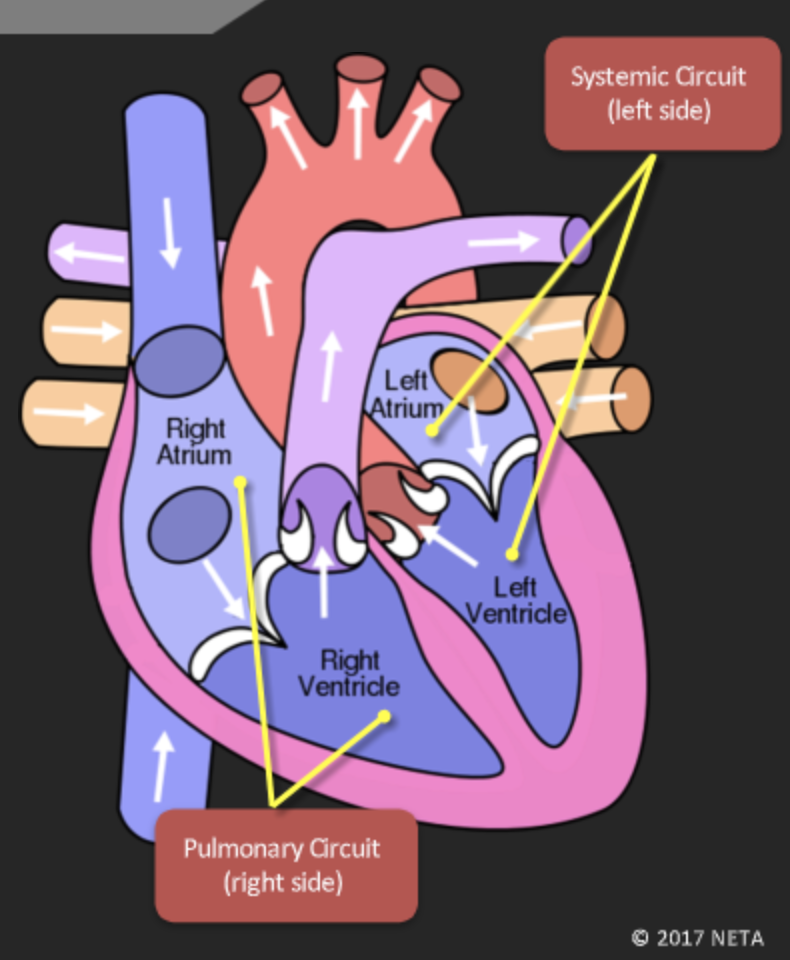 Systemic Circuit
(left side)
Left
Atrium
Right
Atrium
Left
Ventricle
Right
Ventricle
Pulmonary Circuit
(right side)
© 2017 NETA